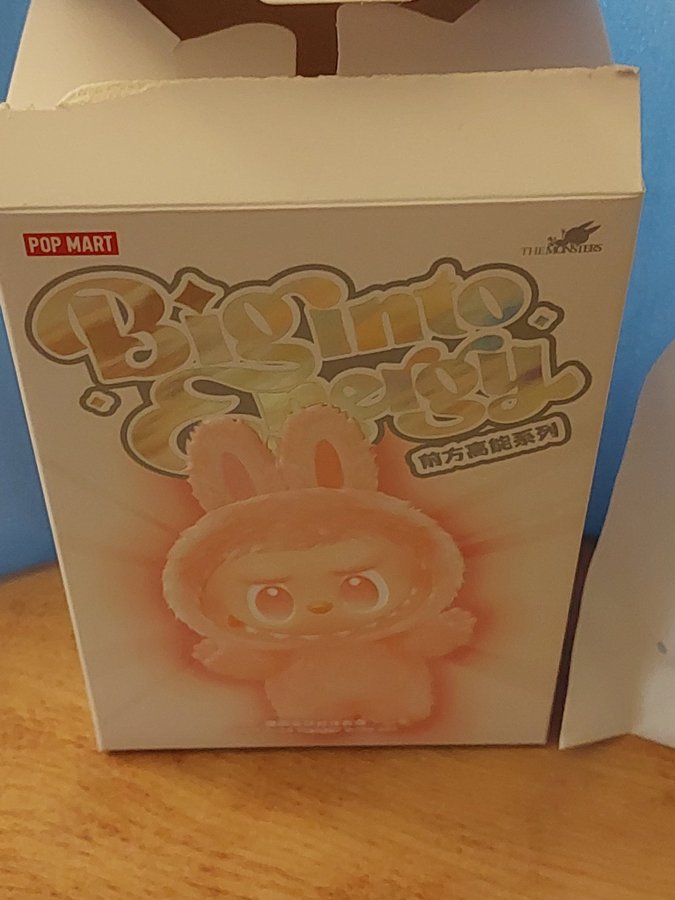 POP MART
THE MONSTERS
Big into
Energy
前方高能系列